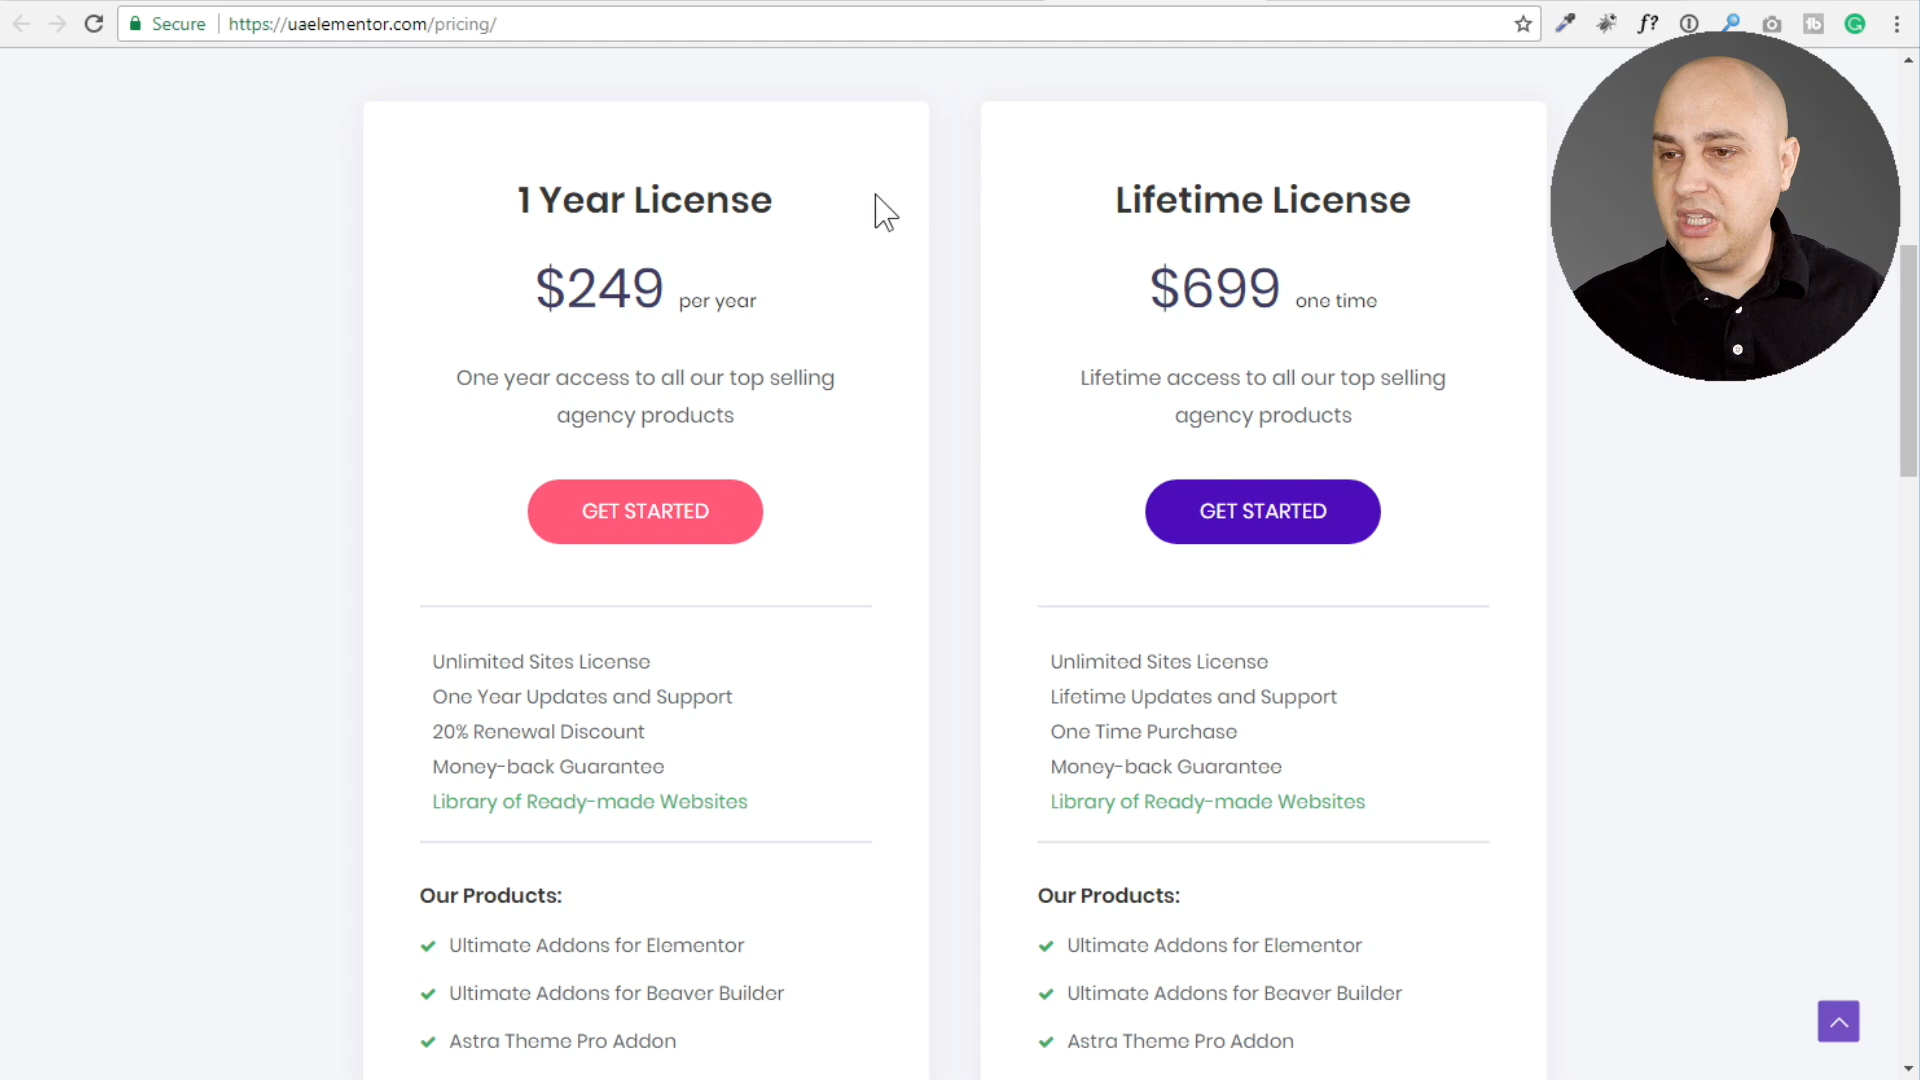 Secure https://uaelementor.com/pricing/
f?
tb
1 Year License
$249 per year
One year access to all our top selling
agency products
GET STARTED
Unlimited Sites License
One Year Updates and Support
20% Renewal Discount
Money-back Guarantee
Library of Ready-made Websites
Our Products:
Ultimate Addons for Elementor
Ultimate Addons for Beaver Builder
Astra Theme Pro Addon
Lifetime License
$699 one time
Lifetime access to all our top selling
agency products
GET STARTED
Unlimited Sites License
Lifetime Updates and Support
One Time Purchase
Money-back Guarantee
Library of Ready-made Websites
Our Products:
Ultimate Addons for Elementor
Ultimate Addons for Beaver Builder
Astra Theme Pro Addon